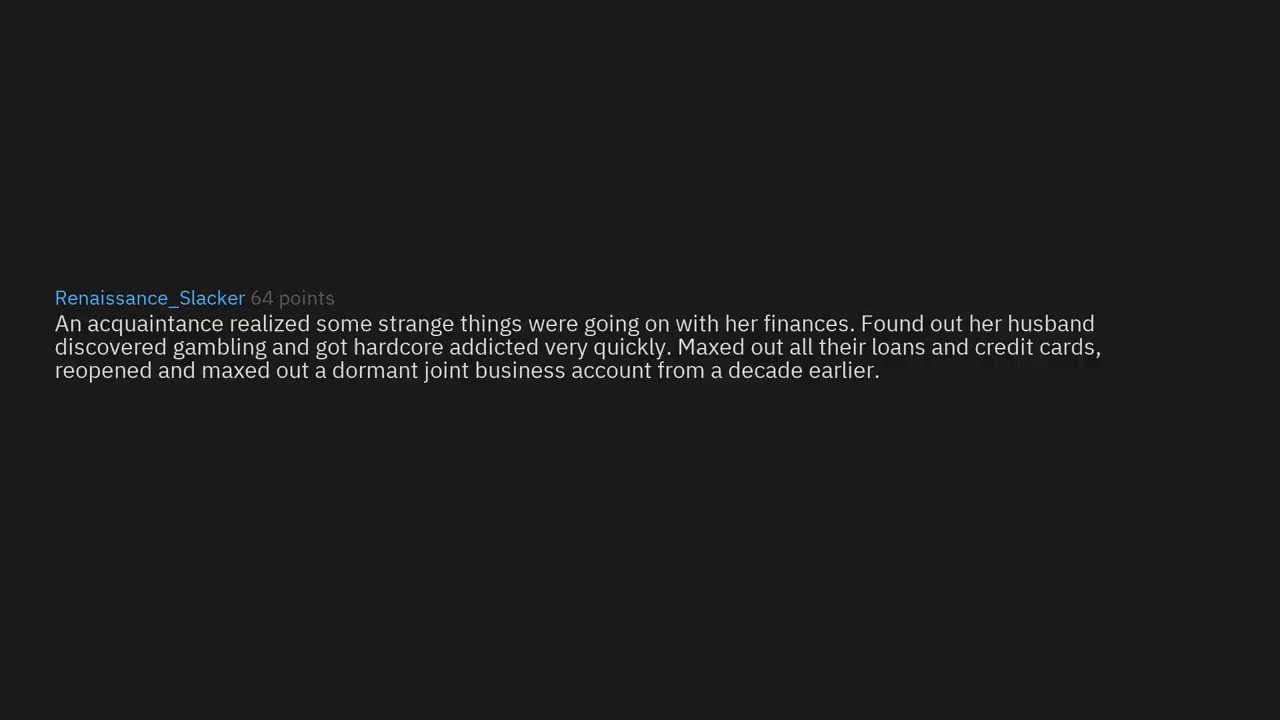 Renaissance_Slacker 64 points
An acquaintance realized some strange things were going on with her finances. Found out her husband
discovered gambling and got hardcore addicted very quickly. Maxed out all their loans and credit cards,
reopened and maxed out a dormant joint business account from a decade earlier.